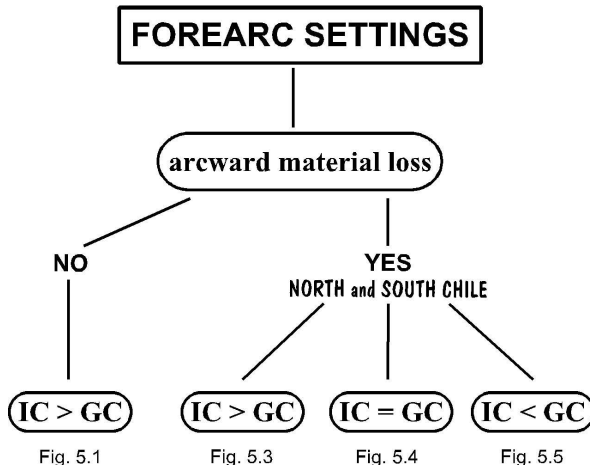 FOREARC SETTINGS
arcward material loss
NO
YES
NORTH and SOUTH CHILE
IC > GC
IC > GC
IC = GC
IC < GC
Fig. 5.1
Fig. 5.3
Fig. 5.4
Fig. 5.5